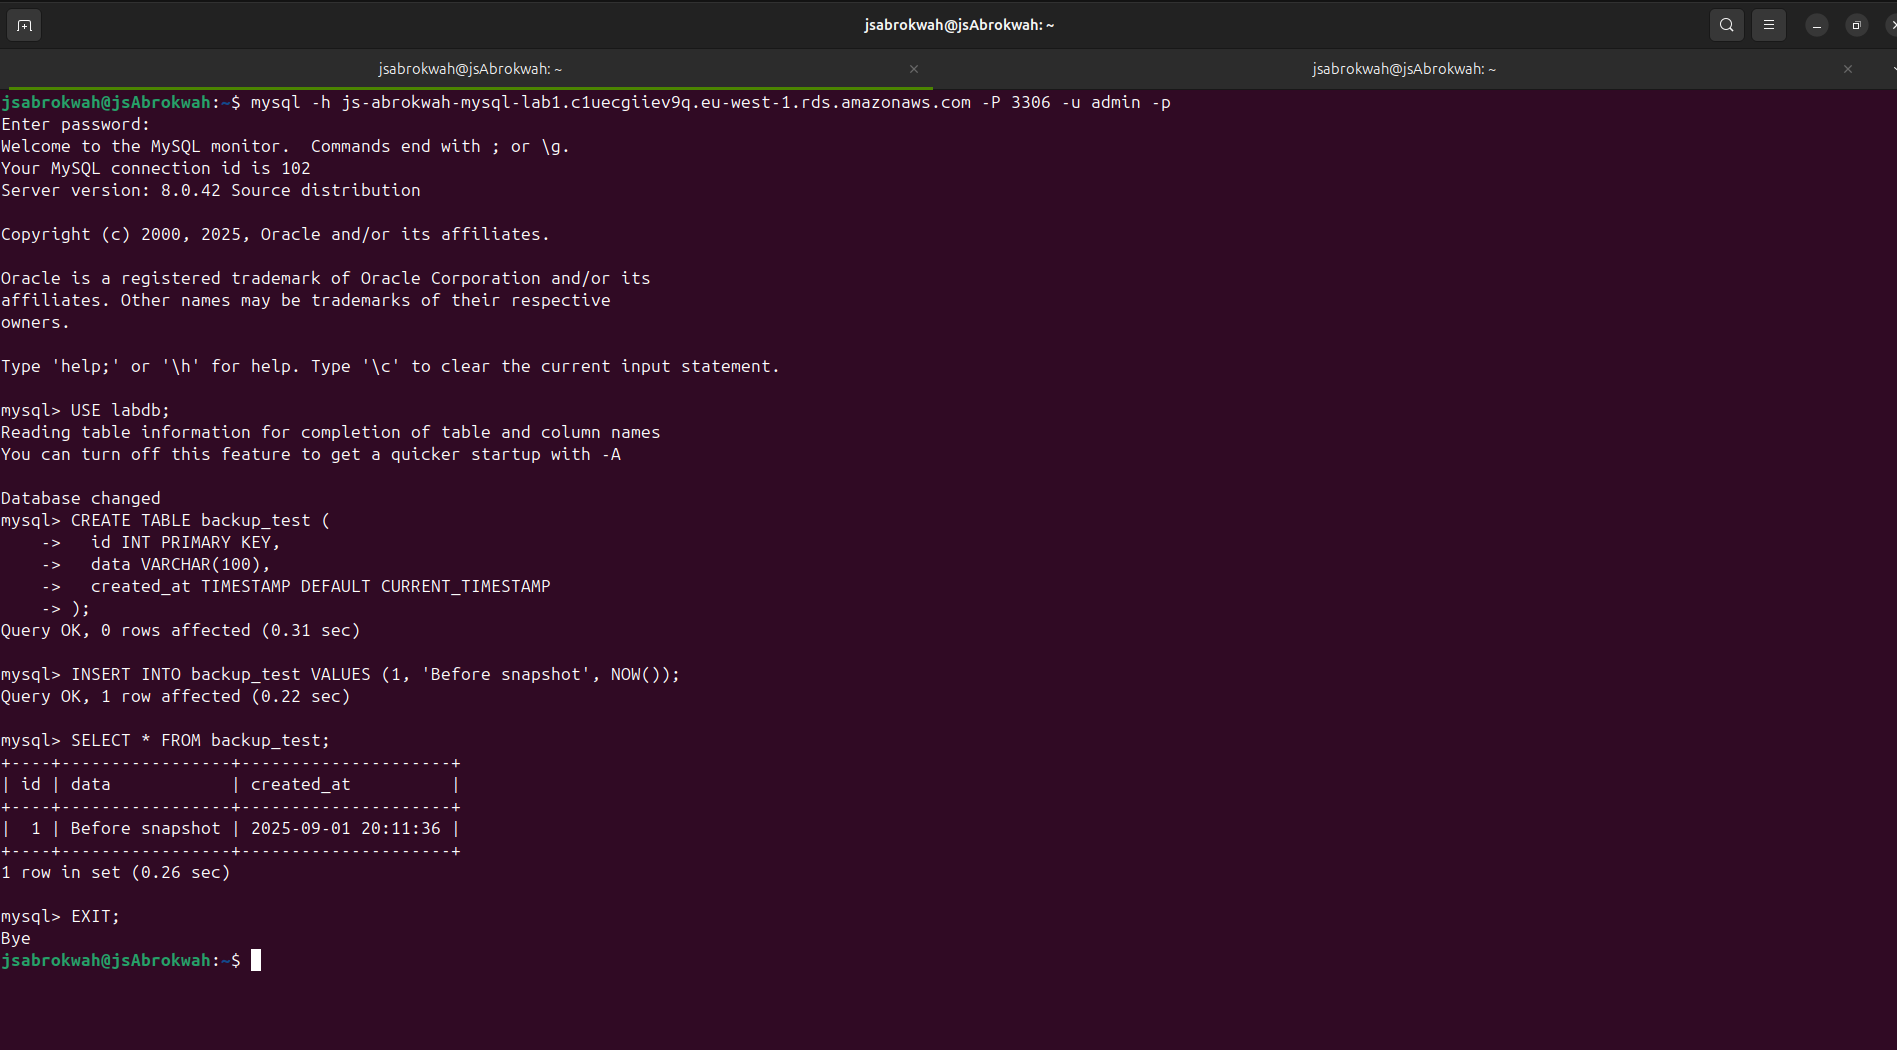 jsabrokwah@jsAbrokwah: ~
jsabrokwah@jsAbrokwah: ~
jsabrokwah@jsAbrokwah: ~
jsabrokwah@jsAbrokwah:~$ mysql -h js-abrokwah-mysql-lab1.c1uecgiiev9q.eu-west-1.rds.amazonaws.com -P 3306 -u admin -p
Enter password:
Welcome to the MySQL monitor.  Commands end with ; or \g.
Your MySQL connection id is 102
Server version: 8.0.42 Source distribution

Copyright (c) 2000, 2025, Oracle and/or its affiliates.

Oracle is a registered trademark of Oracle Corporation and/or its
affiliates. Other names may be trademarks of their respective
owners.

Type 'help;' or '\h' for help. Type '\c' to clear the current input statement.

mysql> USE labdb;
Reading table information for completion of table and column names
You can turn off this feature to get a quicker startup with -A

Database changed
mysql> CREATE TABLE backup_test (
    ->   id INT PRIMARY KEY,
    ->   data VARCHAR(100),
    ->   created_at TIMESTAMP DEFAULT CURRENT_TIMESTAMP
    -> );
Query OK, 0 rows affected (0.31 sec)

mysql> INSERT INTO backup_test VALUES (1, 'Before snapshot', NOW());
Query OK, 1 row affected (0.22 sec)

mysql> SELECT * FROM backup_test;
+----+-----------------+---------------------+
| id | data            | created_at          |
+----+-----------------+---------------------+
|  1 | Before snapshot | 2025-09-01 20:11:36 |
+----+-----------------+---------------------+
1 row in set (0.26 sec)

mysql> EXIT;
Bye
jsabrokwah@jsAbrokwah:~$